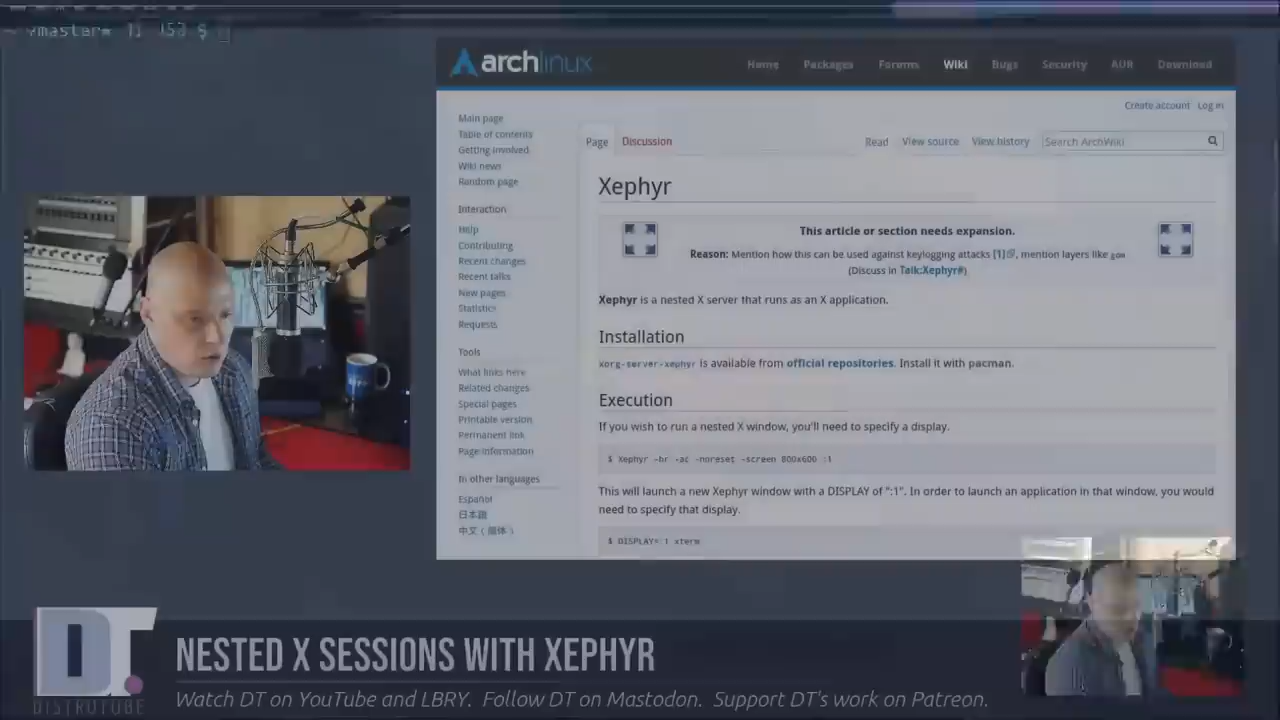 archlinux
Home Packages Forums Wiki Bugs Security AUR Download
Create account Log in
Main page
Table of contents
Getting involved
Wiki news
Random page
Interaction
Help
Contributing
Recent changes
Recent talks
New pages
Statistics
Requests
Tools
What links here
Related changes
Special pages
Printable version
Permanent link
Page information
In other languages
Español
日本語
中文（简体）
Page Discussion Read View source View history Search ArchWiki
Xephyr
This article or section needs expansion.
Reason: Mention how this can be used against keylogging attacks [1], mention layers like
(Discuss in Talk:Xephyr#)
Xephyr is a nested X server that runs as an X application.
Installation
xorg-server-xephyr is available from official repositories. Install it with pacman.
Execution
If you wish to run a nested X window, you'll need to specify a display.
$ Xephyr -br -ac -noreset -screen 800x600 :1
This will launch a new Xephyr window with a DISPLAY of ":1". In order to launch an application in that window, you would
need to specify that display.
$ DISPLAY=:1 xterm
DT.
DISTROTUBE
NESTED X SESSIONS WITH XEPHYR
Watch DT on YouTube and LBRY. Follow DT on Mastodon. Support DT's work on Patreon.